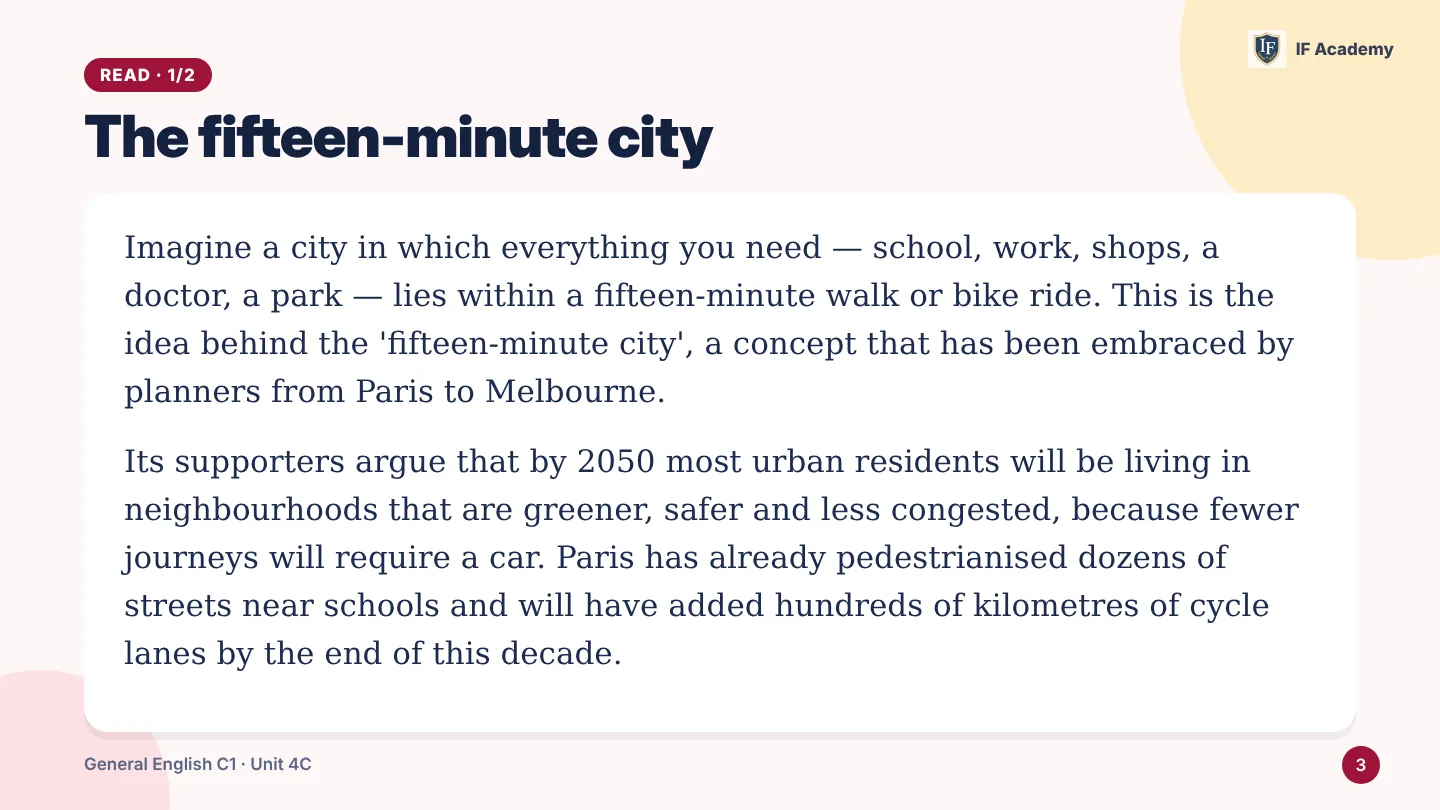 IF
IF Academy
READ · 1/2
The fifteen-minute city
Imagine a city in which everything you need — school, work, shops, a
doctor, a park — lies within a fifteen-minute walk or bike ride. This is the
idea behind the 'fifteen-minute city', a concept that has been embraced by
planners from Paris to Melbourne.
Its supporters argue that by 2050 most urban residents will be living in
neighbourhoods that are greener, safer and less congested, because fewer
journeys will require a car. Paris has already pedestrianised dozens of
streets near schools and will have added hundreds of kilometres of cycle
lanes by the end of this decade.
General English C1 · Unit 4C
3